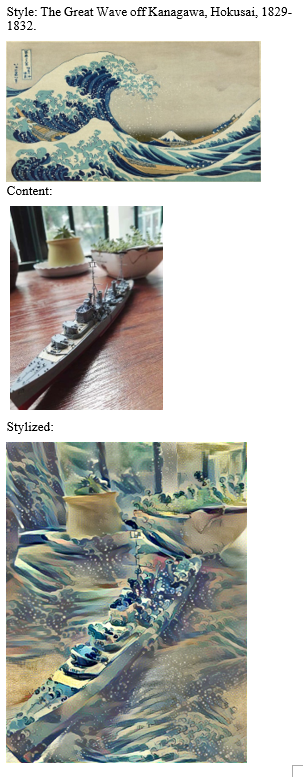 Style: The Great Wave off Kanagawa, Hokusai, 1829-
1832.
Content:
Stylized: